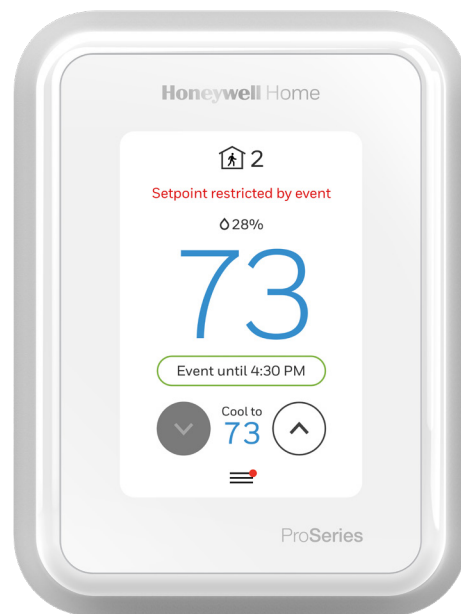 Honeywell Home
2
Setpoint restricted by event
28%
73
Event until 4:30 PM
Cool to
73
ProSeries